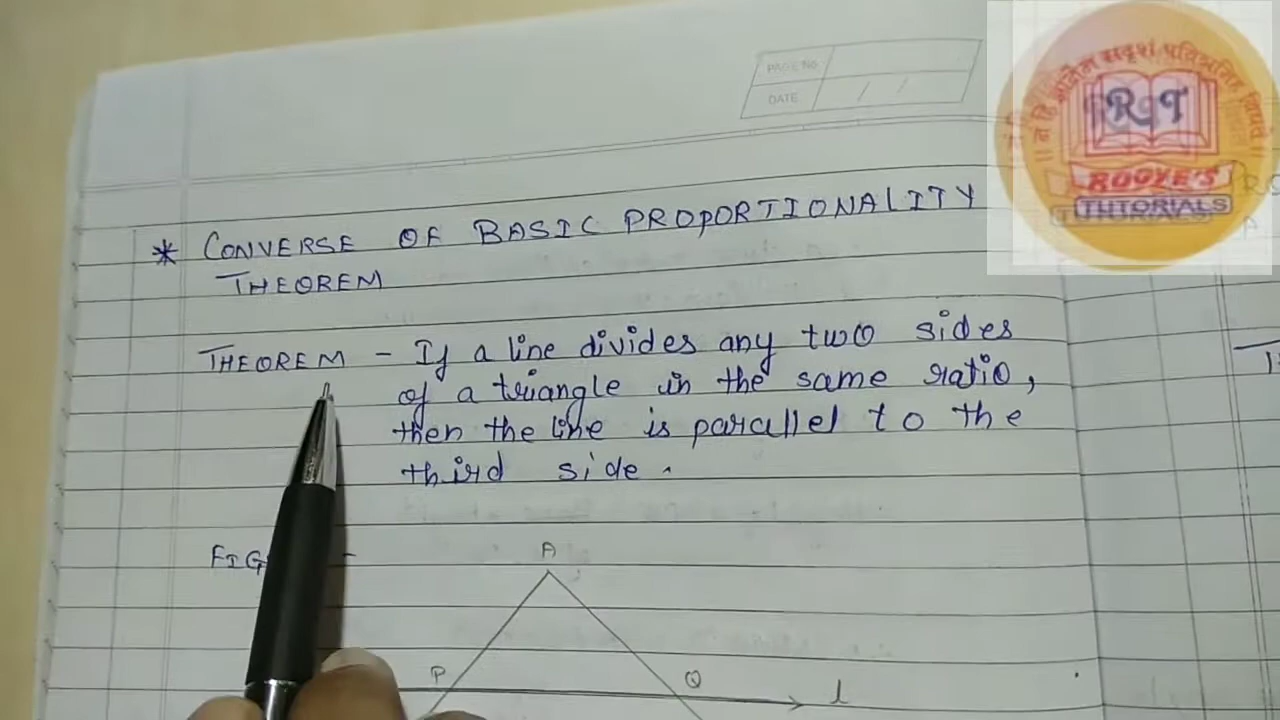 PAGE NO.
DATE / /
RT
ROGYE'S
TUTORIALS
* CONVERSE OF BASIC PROPORTIONALITY
THEOREM
THEOREM - If a line divides any two sides
of a triangle in the same ratio,
then the line is parallel to the
third side.
A
P Q l